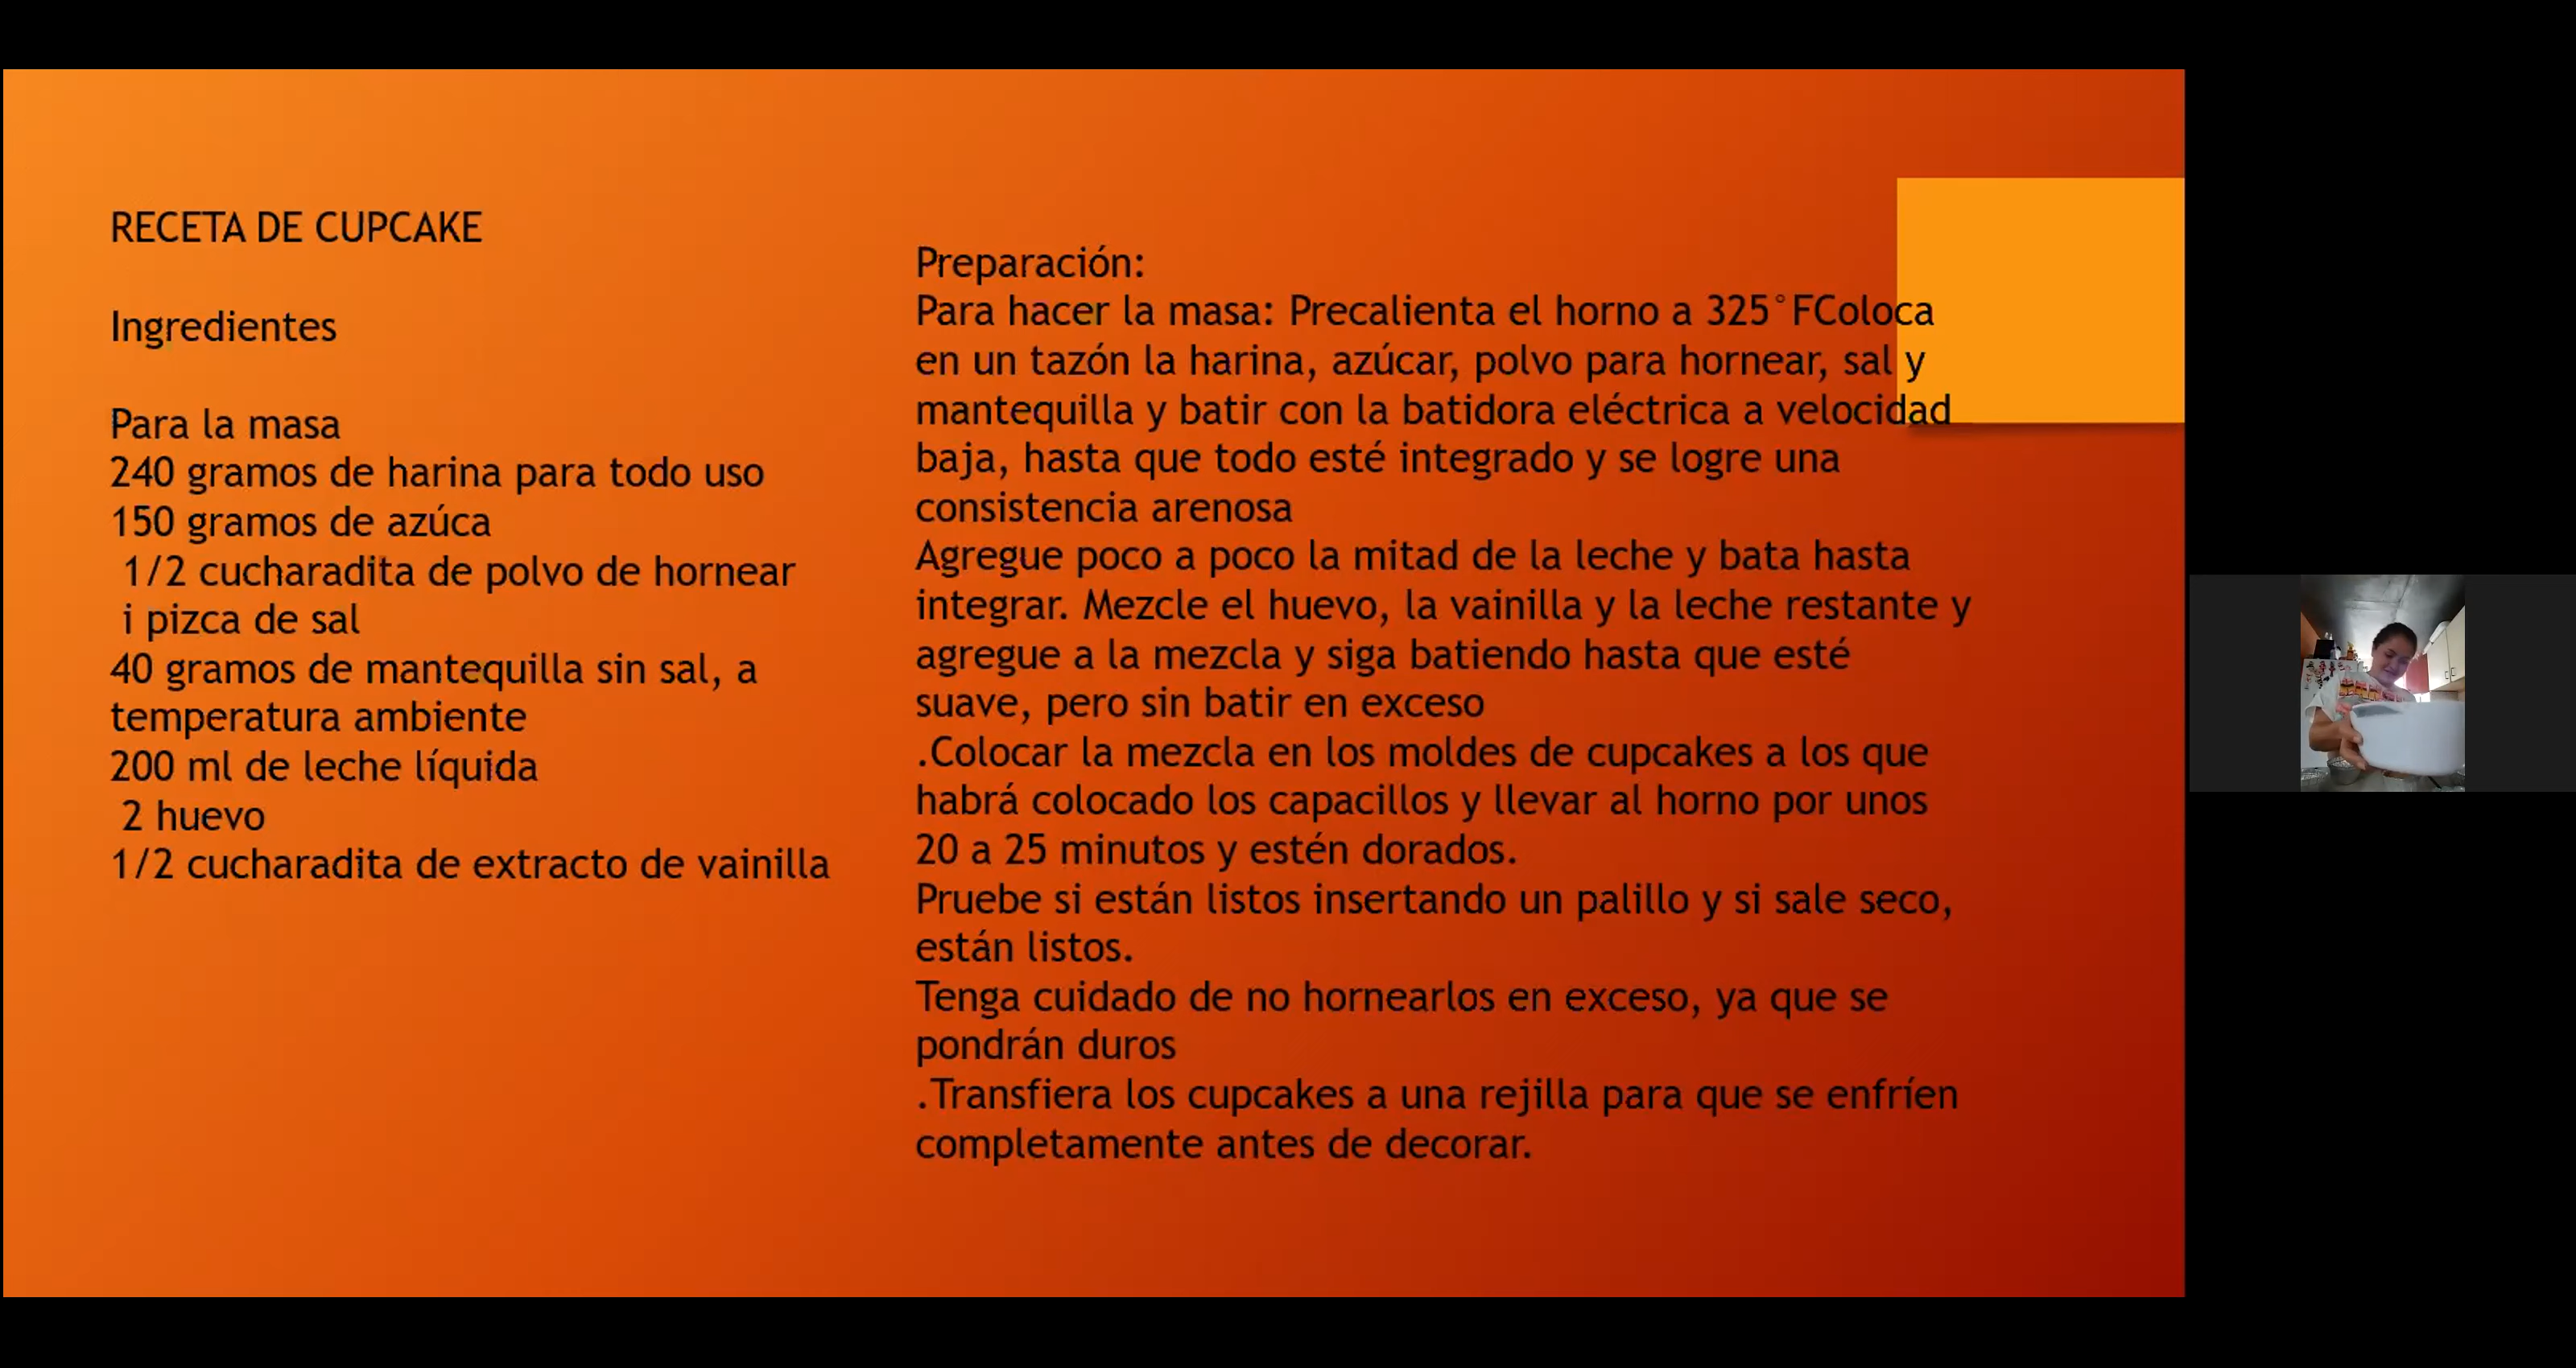 RECETA DE CUPCAKE
Ingredientes
Para la masa
240 gramos de harina para todo uso
150 gramos de azúca
1/2 cucharadita de polvo de hornear
i pizca de sal
40 gramos de mantequilla sin sal, a
temperatura ambiente
200 ml de leche líquida
2 huevo
1/2 cucharadita de extracto de vainilla
Preparación:
Para hacer la masa: Precalienta el horno a 325°FColoca
en un tazón la harina, azúcar, polvo para hornear, sal y
mantequilla y batir con la batidora eléctrica a velocidad
baja, hasta que todo esté integrado y se logre una
consistencia arenosa
Agregue poco a poco la mitad de la leche y bata hasta
integrar. Mezcle el huevo, la vainilla y la leche restante y
agregue a la mezcla y siga batiendo hasta que esté
suave, pero sin batir en exceso
.Colocar la mezcla en los moldes de cupcakes a los que
habrá colocado los capacillos y llevar al horno por unos
20 a 25 minutos y estén dorados.
Pruebe si están listos insertando un palillo y si sale seco,
están listos.
Tenga cuidado de no hornearlos en exceso, ya que se
pondrán duros
.Transfiera los cupcakes a una rejilla para que se enfríen
completamente antes de decorar.